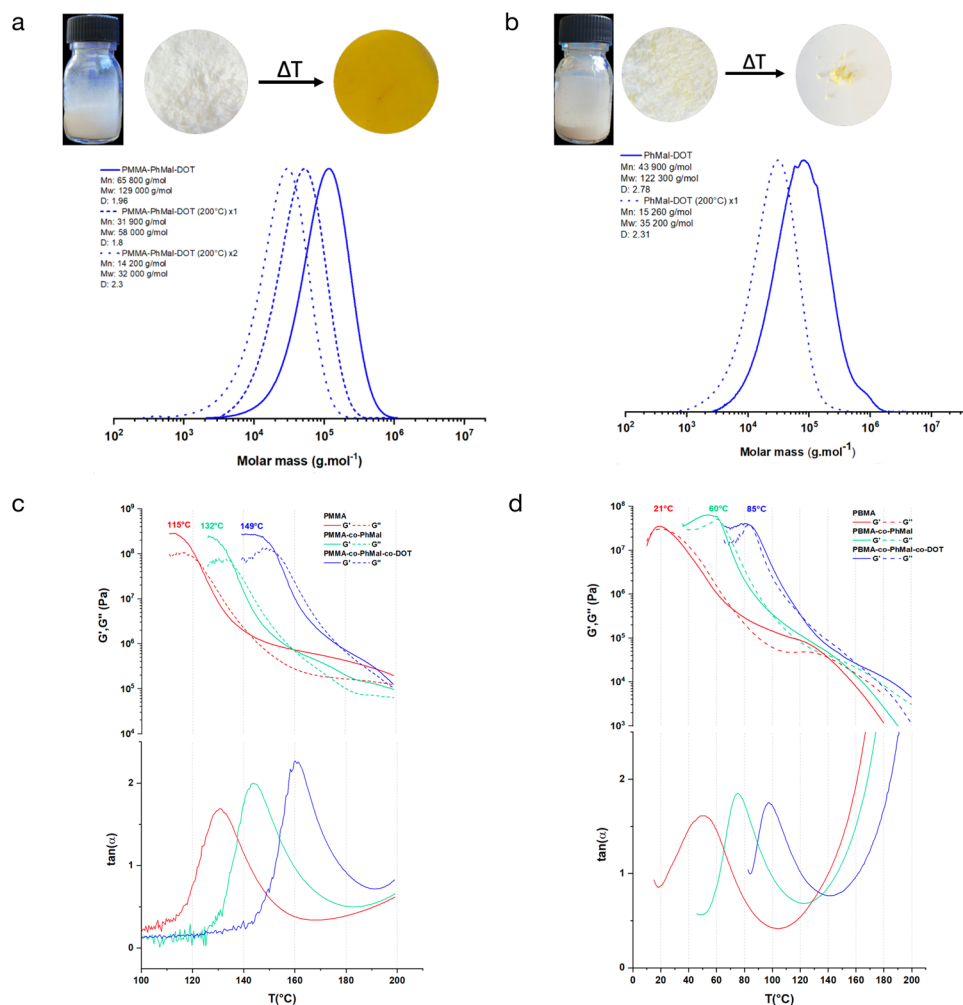 a
ΔT
PMMA-PhMal-DOT
Mn: 65 800 g/mol
Mw: 129 000 g/mol
D: 1.96
PMMA-PhMal-DOT (200°C) x1
Mn: 31 900 g/mol
Mw: 58 000 g/mol
D: 1.8
PMMA-PhMal-DOT (200°C) x2
Mn: 14 200 g/mol
Mw: 32 000 g/mol
D: 2.3
10² 10³ 10⁴ 10⁵ 10⁶ 10⁷
Molar mass (g.mol⁻¹)
b
ΔT
PhMal-DOT
Mn: 43 900 g/mol
Mw: 122 300 g/mol
D: 2.78
PhMal-DOT (200°C) x1
Mn: 15 260 g/mol
Mw: 35 200 g/mol
D: 2.31
10² 10³ 10⁴ 10⁵ 10⁶ 10⁷
Molar mass (g.mol⁻¹)
c
115°C 132°C 149°C
PMMA
G' G''
PMMA-co-PhMal
G' G''
PMMA-co-PhMal-co-DOT
G' G''
10⁹
10⁸
10⁷
10⁶
10⁵
10⁴
G',G'' (Pa)
2
1
0
tan(α)
100 120 140 160 180 200
T(°C)
d
21°C 60°C 85°C
PBMA
G' G''
PBMA-co-PhMal
G' G''
PBMA-co-PhMal-co-DOT
G' G''
10⁸
10⁷
10⁶
10⁵
10⁴
10³
G',G'' (Pa)
2
1
0
tan(α)
0 20 40 60 80 100 120 140 160 180 200
T(°C)